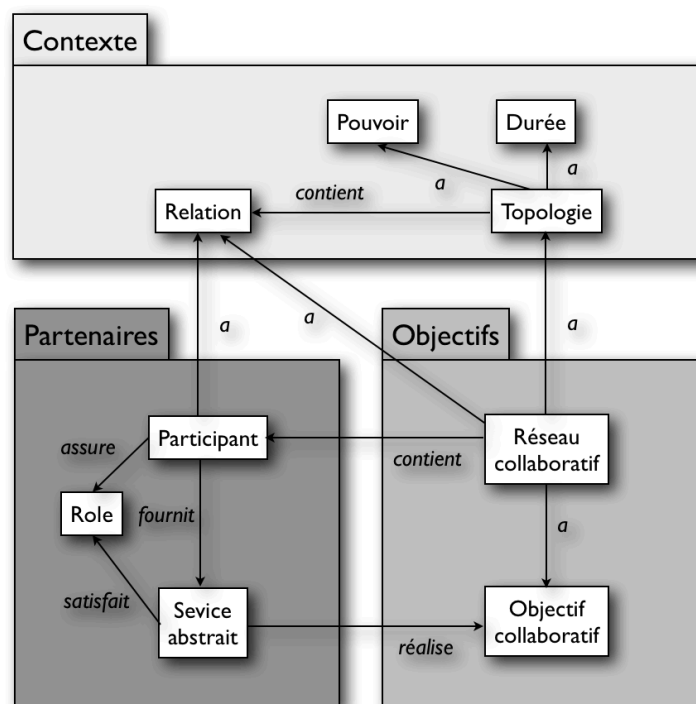 Contexte
Pouvoir
Durée
a
a
contient
Relation
Topologie
a
a
a
Partenaires
Objectifs
Participant
assure
contient
Réseau
collaboratif
Role
fournit
a
satisfait
Sevice
abstrait
réalise
Objectif
collaboratif